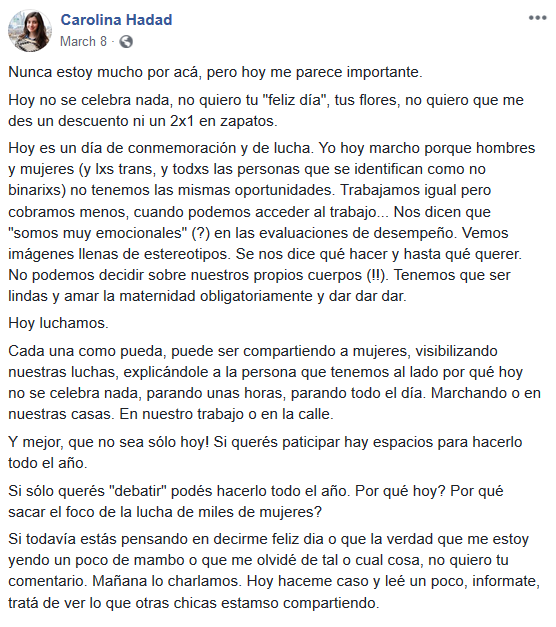 Carolina Hadad
March 8 ·
Nunca estoy mucho por acá, pero hoy me parece importante.
Hoy no se celebra nada, no quiero tu "feliz día", tus flores, no quiero que me
des un descuento ni un 2x1 en zapatos.
Hoy es un día de conmemoración y de lucha. Yo hoy marcho porque hombres
y mujeres (y lxs trans, y todxs las personas que se identifican como no
binarixs) no tenemos las mismas oportunidades. Trabajamos igual pero
cobramos menos, cuando podemos acceder al trabajo... Nos dicen que
"somos muy emocionales" (?) en las evaluaciones de desempeño. Vemos
imágenes llenas de estereotipos. Se nos dice qué hacer y hasta qué querer.
No podemos decidir sobre nuestros propios cuerpos (!!). Tenemos que ser
lindas y amar la maternidad obligatoriamente y dar dar dar.
Hoy luchamos.
Cada una como pueda, puede ser compartiendo a mujeres, visibilizando
nuestras luchas, explicándole a la persona que tenemos al lado por qué hoy
no se celebra nada, parando unas horas, parando todo el día. Marchando o en
nuestras casas. En nuestro trabajo o en la calle.
Y mejor, que no sea sólo hoy! Si querés paticipar hay espacios para hacerlo
todo el año.
Si sólo querés "debatir" podés hacerlo todo el año. Por qué hoy? Por qué
sacar el foco de la lucha de miles de mujeres?
Si todavía estás pensando en decirme feliz dia o que la verdad que me estoy
yendo un poco de mambo o que me olvidé de tal o cual cosa, no quiero tu
comentario. Mañana lo charlamos. Hoy haceme caso y leé un poco, informate,
tratá de ver lo que otras chicas estamso compartiendo.